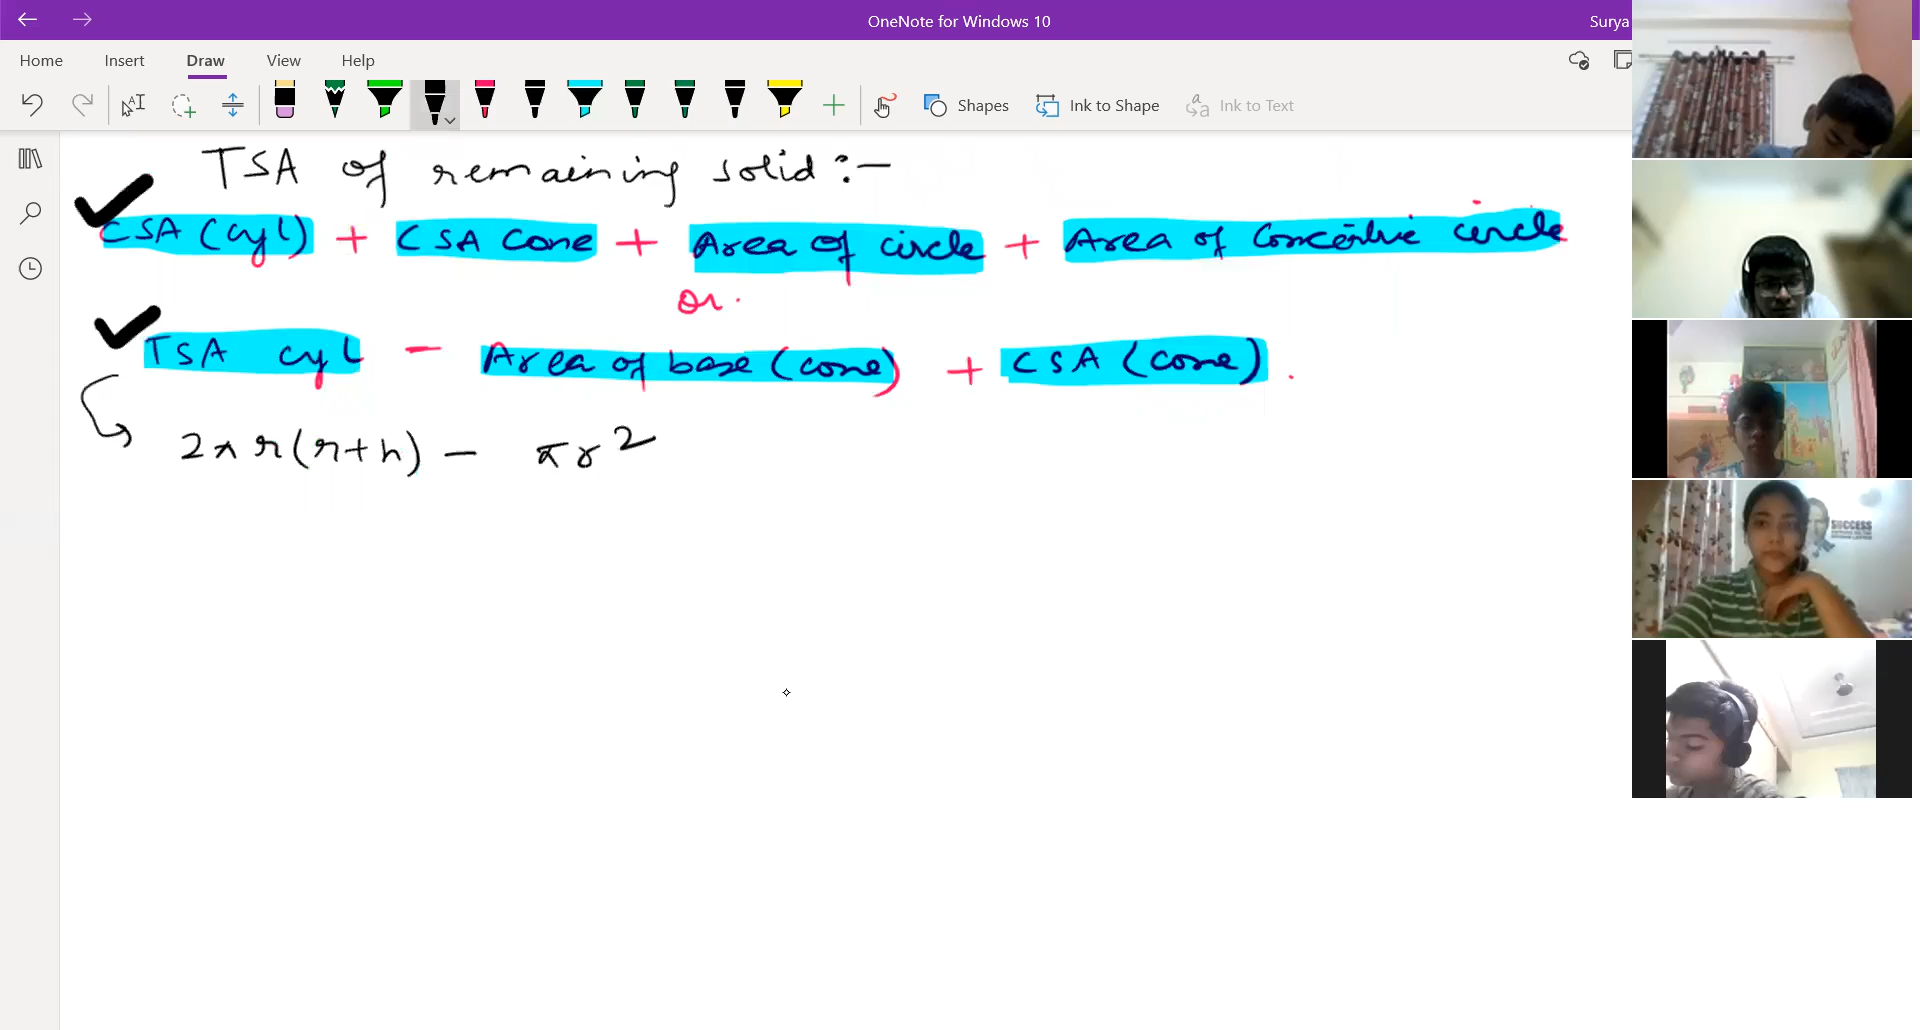 OneNote for Windows 10
Surya
Home Insert Draw View Help
Shapes Ink to Shape Ink to Text
TSA of remaining solid :-
CSA (cyl) + CSA Cone + Area of circle + Area of circle
or.
TSA cyl - Area of base (cone) + CSA (cone).
2πr(r+h) - πr²
SUCCESS